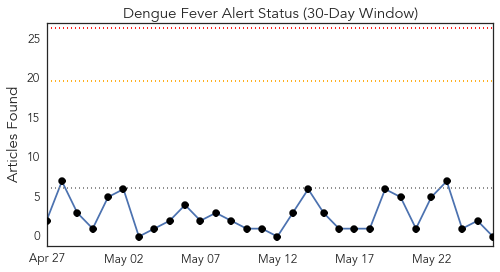 Dengue Fever Alert Status (30-Day Window)
Articles Found
25
20
15
10
5
0
Apr 27 May 02 May 07 May 12 May 17 May 22